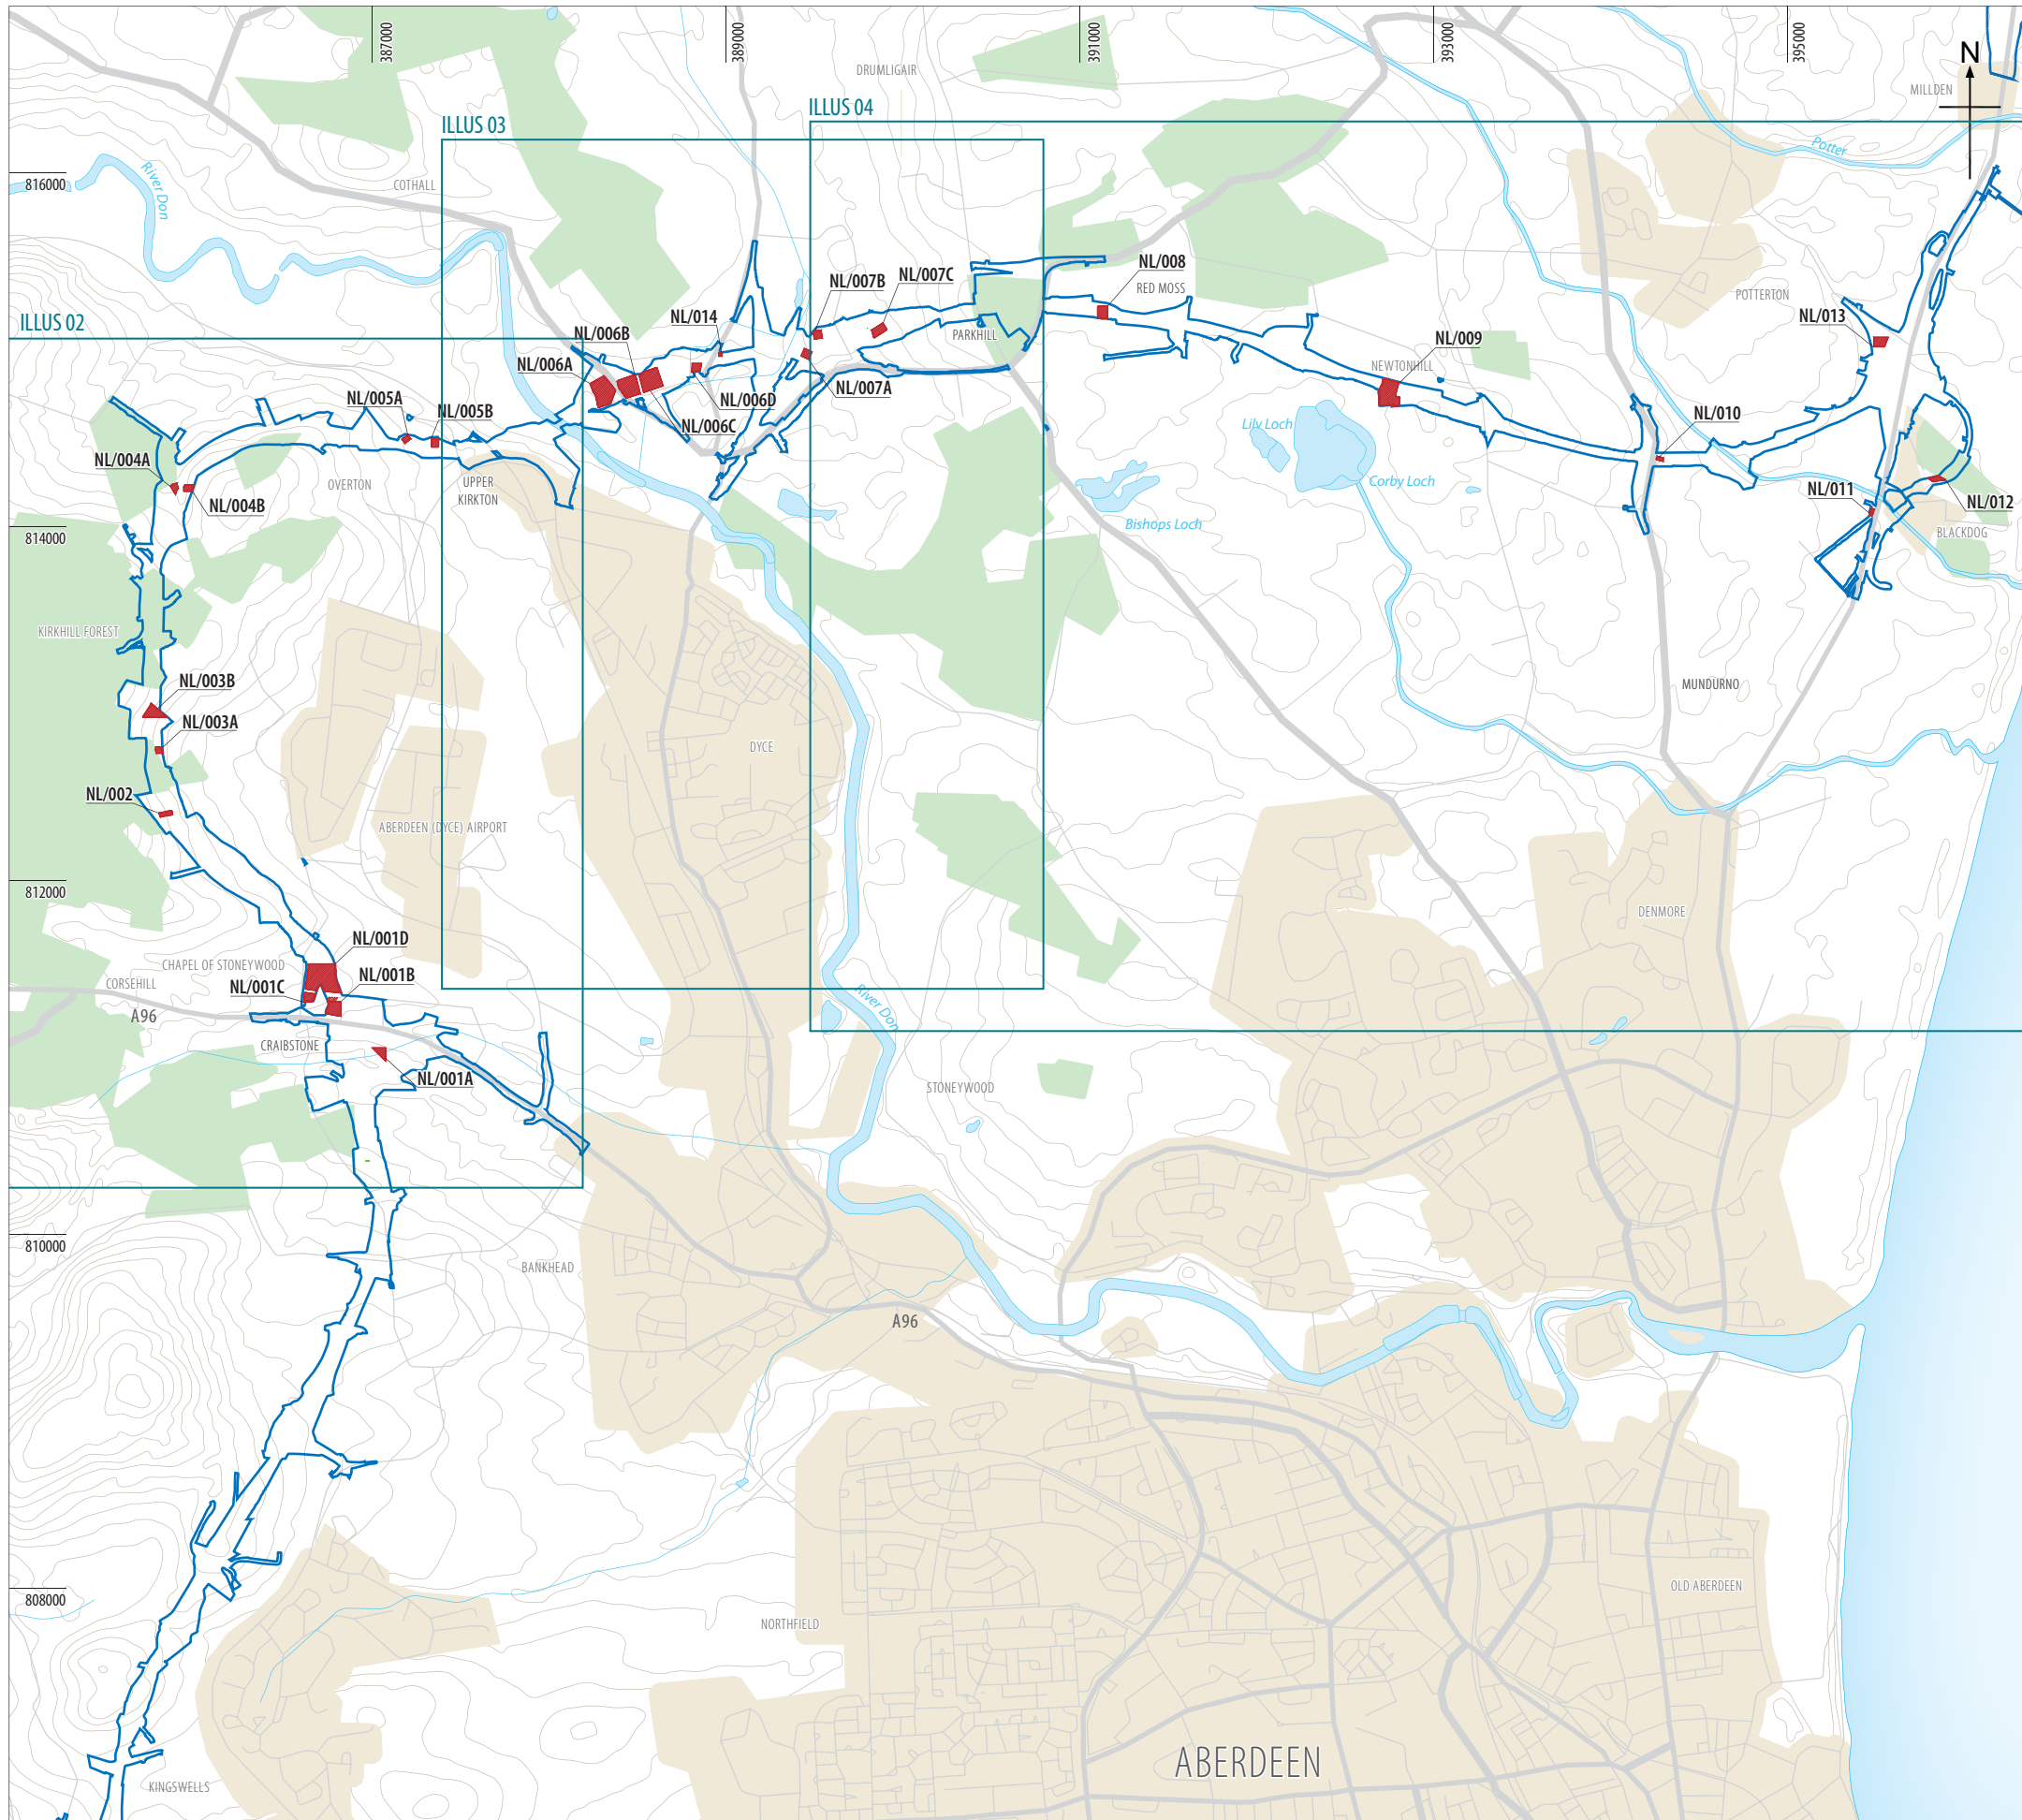 387000
389000
391000
393000
395000
N
DRUMLIGAIR
MILLDEN
ILLUS 04
ILLUS 03
Potter
816000
River Don
COTHALL
NL/008
NL/007B
NL/007C
RED MOSS
POTTERTON
ILLUS 02
NL/014
NL/013
NL/006B
PARKHILL
NL/009
NL/006A
NEWTONHILL
NL/007A
NL/005A
NL/005B
NL/006D
NL/006C
NL/010
Lily Loch
NL/004A
UPPER
KIRKTON
OVERTON
Corby Loch
NL/011
NL/012
NL/004B
Bishops Loch
BLACKDOG
814000
KIRKHILL FOREST
NL/003B
MUNDURNO
NL/003A
DYCE
NL/002
ABERDEEN (DYCE) AIRPORT
812000
DENMORE
NL/001D
CHAPEL OF STONEYWOOD
NL/001B
CORSEHILL
NL/001C
River Don
A96
CRAIBSTONE
NL/001A
STONEYWOOD
810000
BANKHEAD
A96
808000
OLD ABERDEEN
NORTHFIELD
ABERDEEN
KINGSWELLS